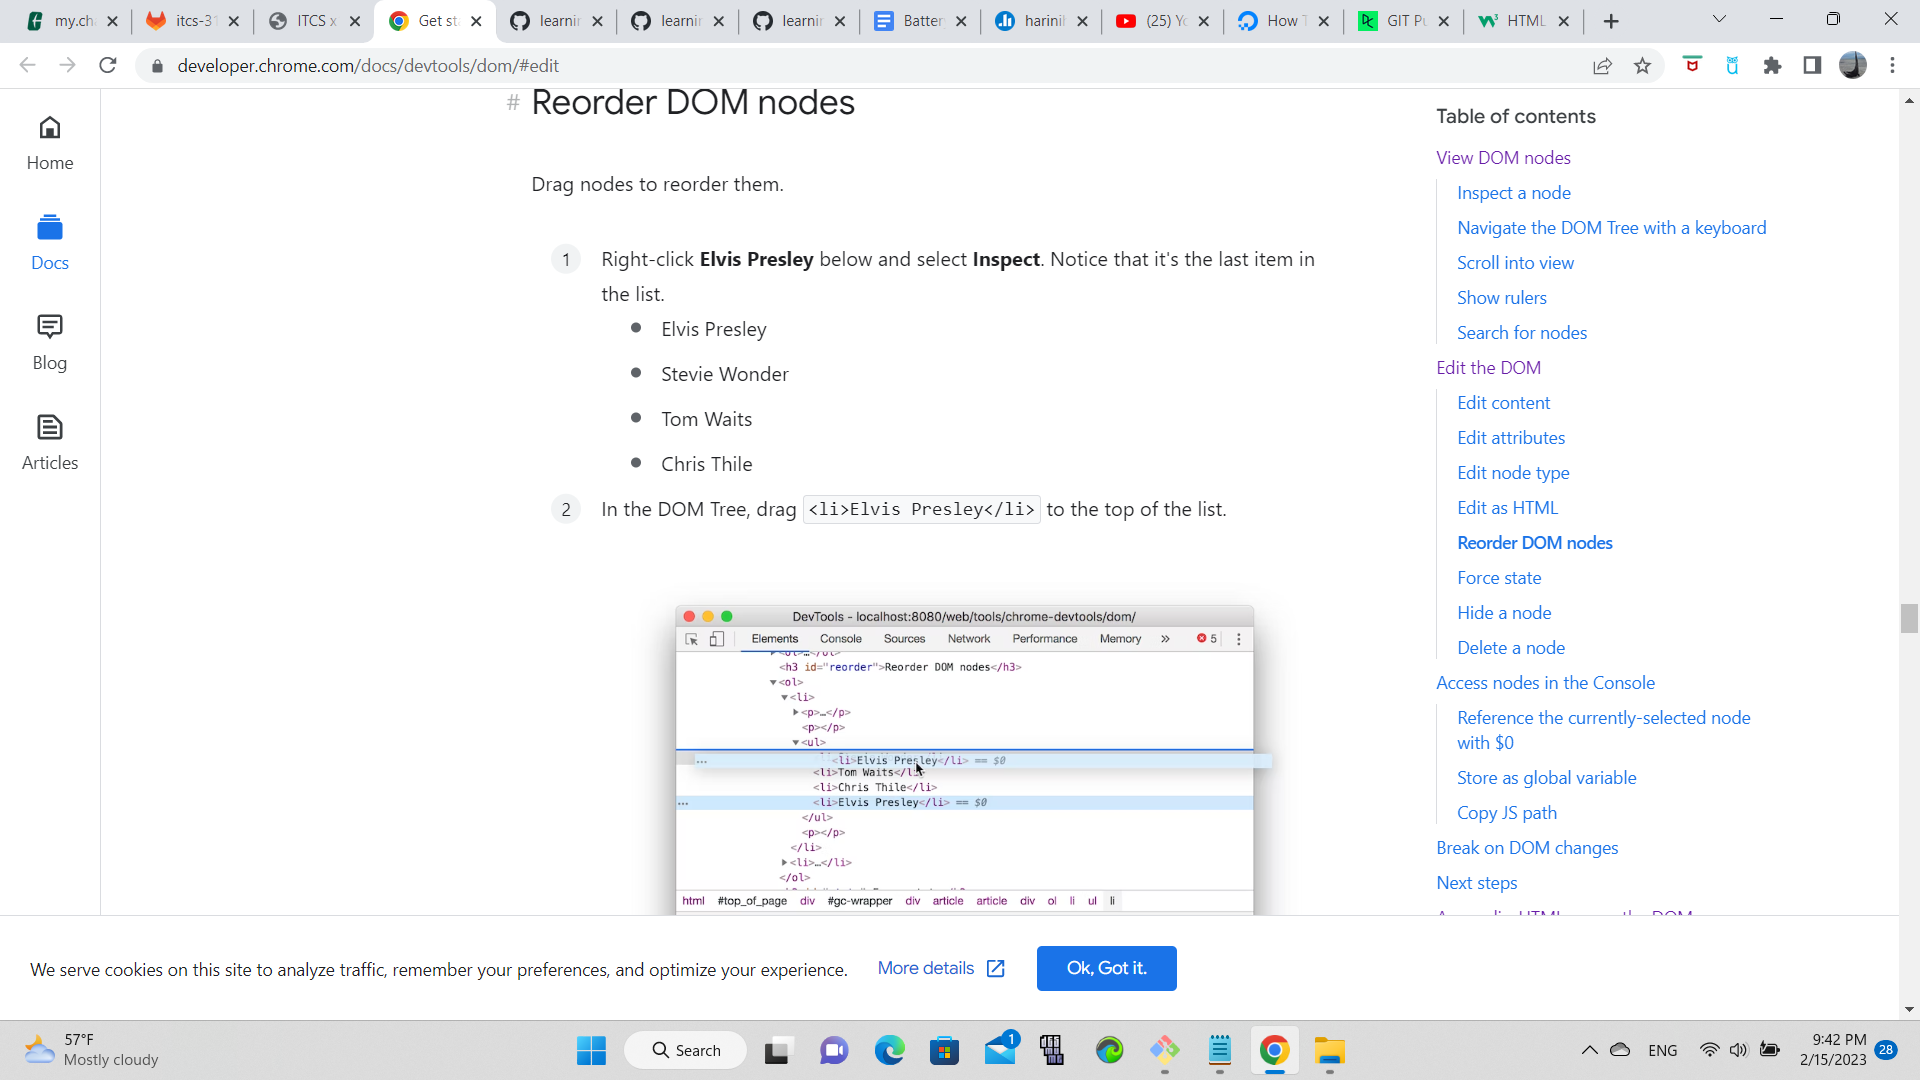 my.ch
itcs-31
ITCS x
Get sta
learnin
learnin
learnin
Batter
harinih
(25) Yo
How T
GIT Pu
HTML
developer.chrome.com/docs/devtools/dom/#edit
Home
Docs
Blog
Articles
# Reorder DOM nodes
Drag nodes to reorder them.
1 Right-click Elvis Presley below and select Inspect. Notice that it's the last item in
the list.
Elvis Presley
Stevie Wonder
Tom Waits
Chris Thile
2 In the DOM Tree, drag <li>Elvis Presley</li> to the top of the list.
DevTools - localhost:8080/web/tools/chrome-devtools/dom/
Elements Console Sources Network Performance Memory » 5
<h3 id="reorder">Reorder DOM nodes</h3>
<ol>
<li>
<p>…</p>
<p></p>
<ul>
<li>Elvis Presley</li> == $0
<li>Tom Waits</li>
<li>Chris Thile</li>
<li>Elvis Presley</li> == $0
</ul>
<p></p>
</li>
<li>…</li>
</ol>
html #top_of_page div #gc-wrapper div article article div ol li ul li
Table of contents
View DOM nodes
Inspect a node
Navigate the DOM Tree with a keyboard
Scroll into view
Show rulers
Search for nodes
Edit the DOM
Edit content
Edit attributes
Edit node type
Edit as HTML
Reorder DOM nodes
Force state
Hide a node
Delete a node
Access nodes in the Console
Reference the currently-selected node
with $0
Store as global variable
Copy JS path
Break on DOM changes
Next steps
We serve cookies on this site to analyze traffic, remember your preferences, and optimize your experience.
More details
Ok, Got it.
57°F
Mostly cloudy
Search
1
ENG
9:42 PM
2/15/2023
28